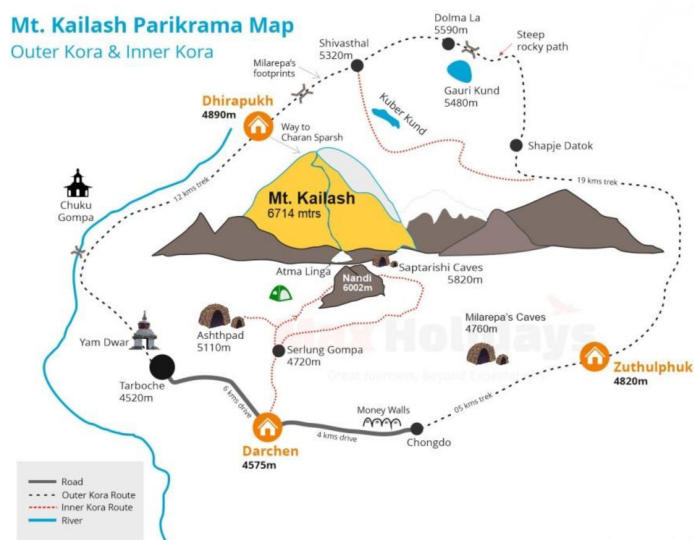 Mt. Kailash Parikrama Map
Outer Kora & Inner Kora
Dolma La
5590m
Steep
rocky path
Shivasthal
5320m
Milarepa's
footprints
Gauri Kund
5480m
Dhirapukh
4890m
Kuber Kund
Way to
Charan Sparsh
Shapje Datok
19 kms trek
12 kms trek
Chuku
Gompa
Mt. Kailash
6714 mtrs
Atma Linga
Saptarishi Caves
5820m
Nandi
6002m
Milarepa's Caves
4760m
Ashthpad
5110m
Holidays
Yam Dwar
Serlung Gompa
4720m
Zuthulphuk
4820m
Tarboche
4520m
6 kms drive
05 kms trek
Money Walls
4 kms drive
Chongdo
Darchen
4575m
Road
Outer Kora Route
Inner Kora Route
River